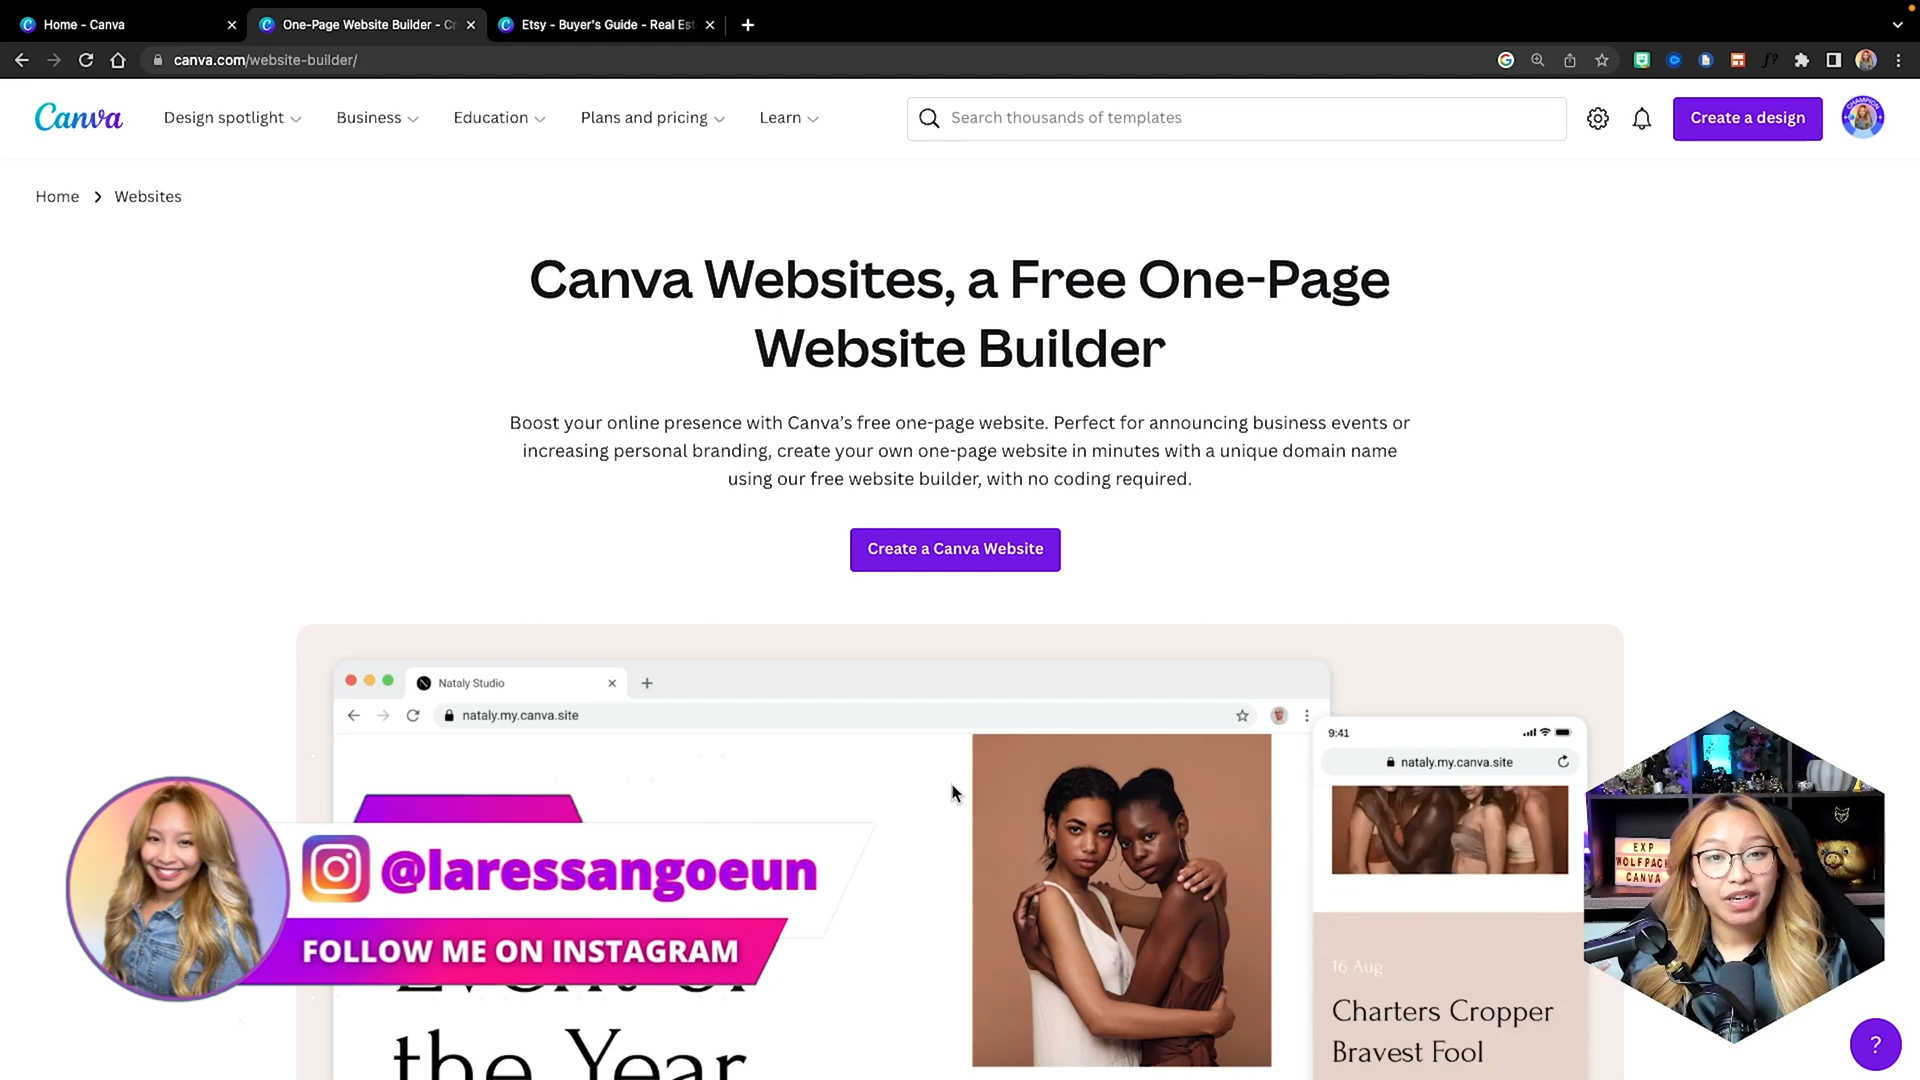 Home - Canva
One-Page Website Builder - Cr
Etsy - Buyer's Guide - Real Est
canva.com/website-builder/
Canva
Design spotlight
Business
Education
Plans and pricing
Learn
Search thousands of templates
Create a design
CHAMPION
Home
Websites
Canva Websites, a Free One-Page
Website Builder
Boost your online presence with Canva’s free one-page website. Perfect for announcing business events or
increasing personal branding, create your own one-page website in minutes with a unique domain name
using our free website builder, with no coding required.
Create a Canva Website
Nataly Studio
nataly.my.canva.site
9:41
nataly.my.canva.site
@laressangoeun
FOLLOW ME ON INSTAGRAM
Event of
the Year
16 Aug
Charters Cropper
Bravest Fool
EXP
WOLFPACK
CANVA
?